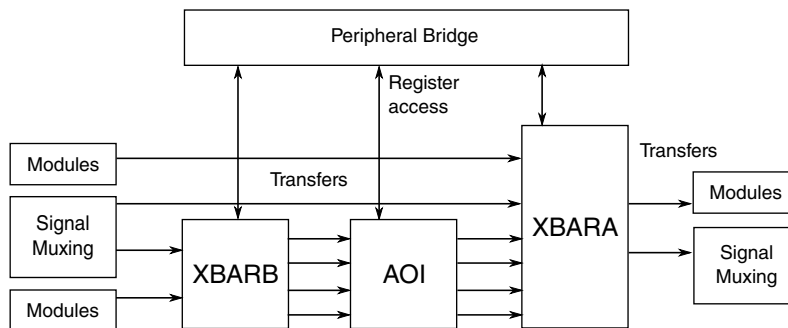 Peripheral Bridge
Register
access
Modules
Transfers
Transfers
Signal
Muxing
XBARB
AOI
XBARA
Modules
Modules
Signal
Muxing